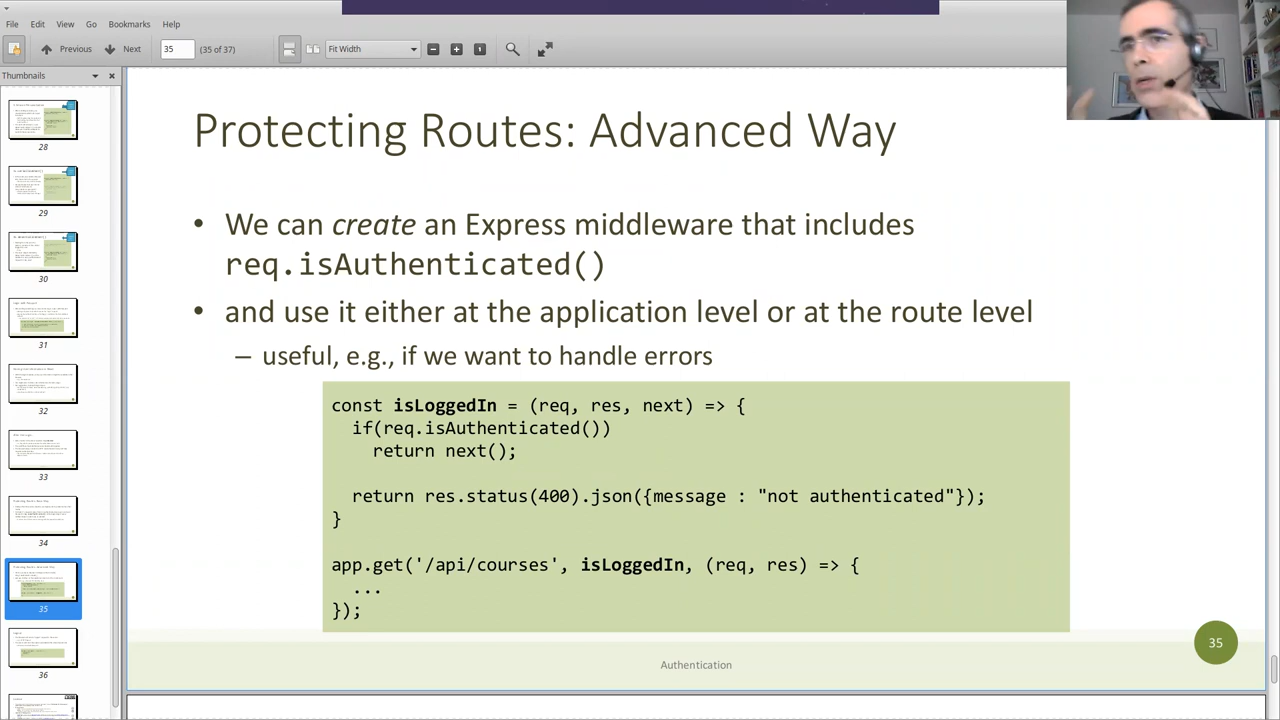 File Edit View Go Bookmarks Help
Previous Next 35 (35 of 37) Fit Width
Thumbnails
28
29
30
31
32
33
34
35
36
Protecting Routes: Advanced Way
• We can create an Express middleware that includes
req.isAuthenticated()
• and use it either at the application level or at the route level
– useful, e.g., if we want to handle errors
const isLoggedIn = (req, res, next) => {
if(req.isAuthenticated())
return next();
return res.status(400).json({message : "not authenticated"});
}
app.get('/api/courses', isLoggedIn, (req, res) => {
...
});
Authentication
35